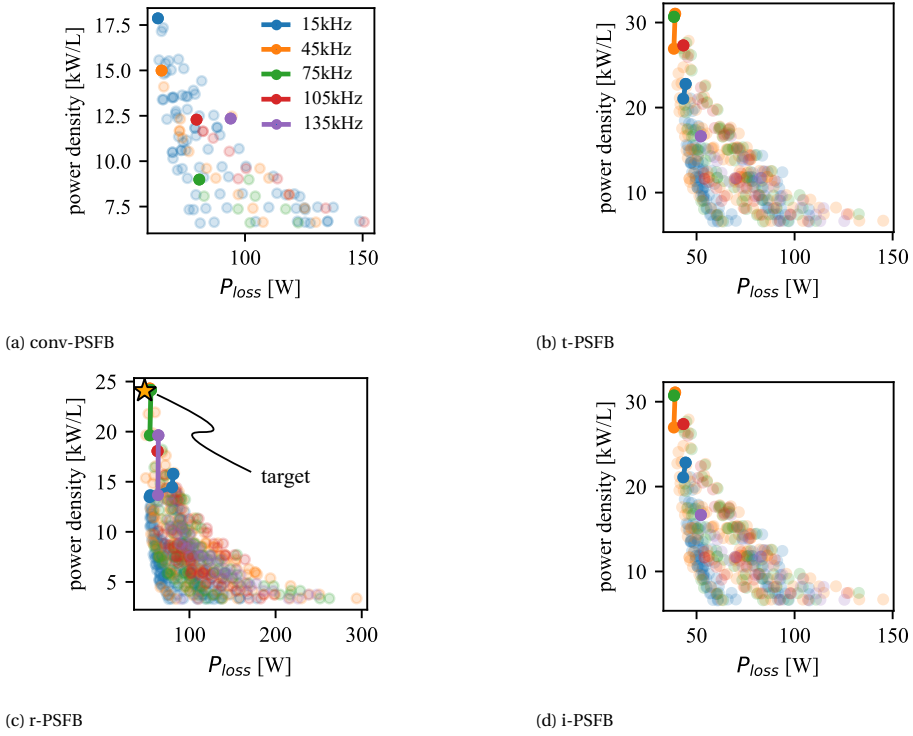 17.5
15.0
12.5
10.0
7.5
power density [kW/L]
15kHz
45kHz
75kHz
105kHz
135kHz
100
150
P_loss [W]
(a) conv-PSFB
30
20
10
power density [kW/L]
50
100
150
P_loss [W]
(b) t-PSFB
25
20
15
10
5
power density [kW/L]
target
100
200
300
P_loss [W]
(c) r-PSFB
30
20
10
power density [kW/L]
50
100
150
P_loss [W]
(d) i-PSFB